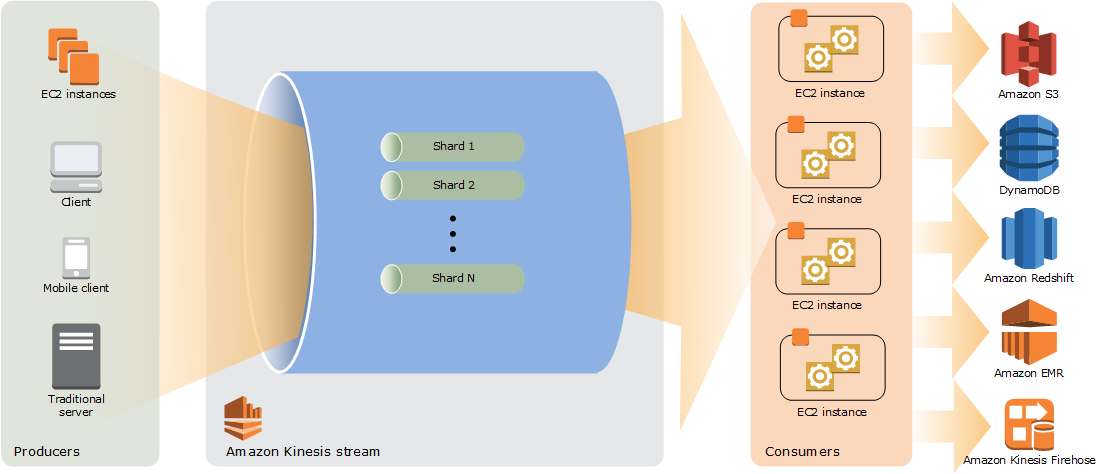 EC2 instances
Client
Mobile client
Traditional
server
Producers
Shard 1
Shard 2
Shard N
Amazon Kinesis stream
EC2 instance
EC2 instance
EC2 instance
EC2 instance
Consumers
Amazon S3
DynamoDB
Amazon Redshift
Amazon EMR
Amazon Kinesis Firehose